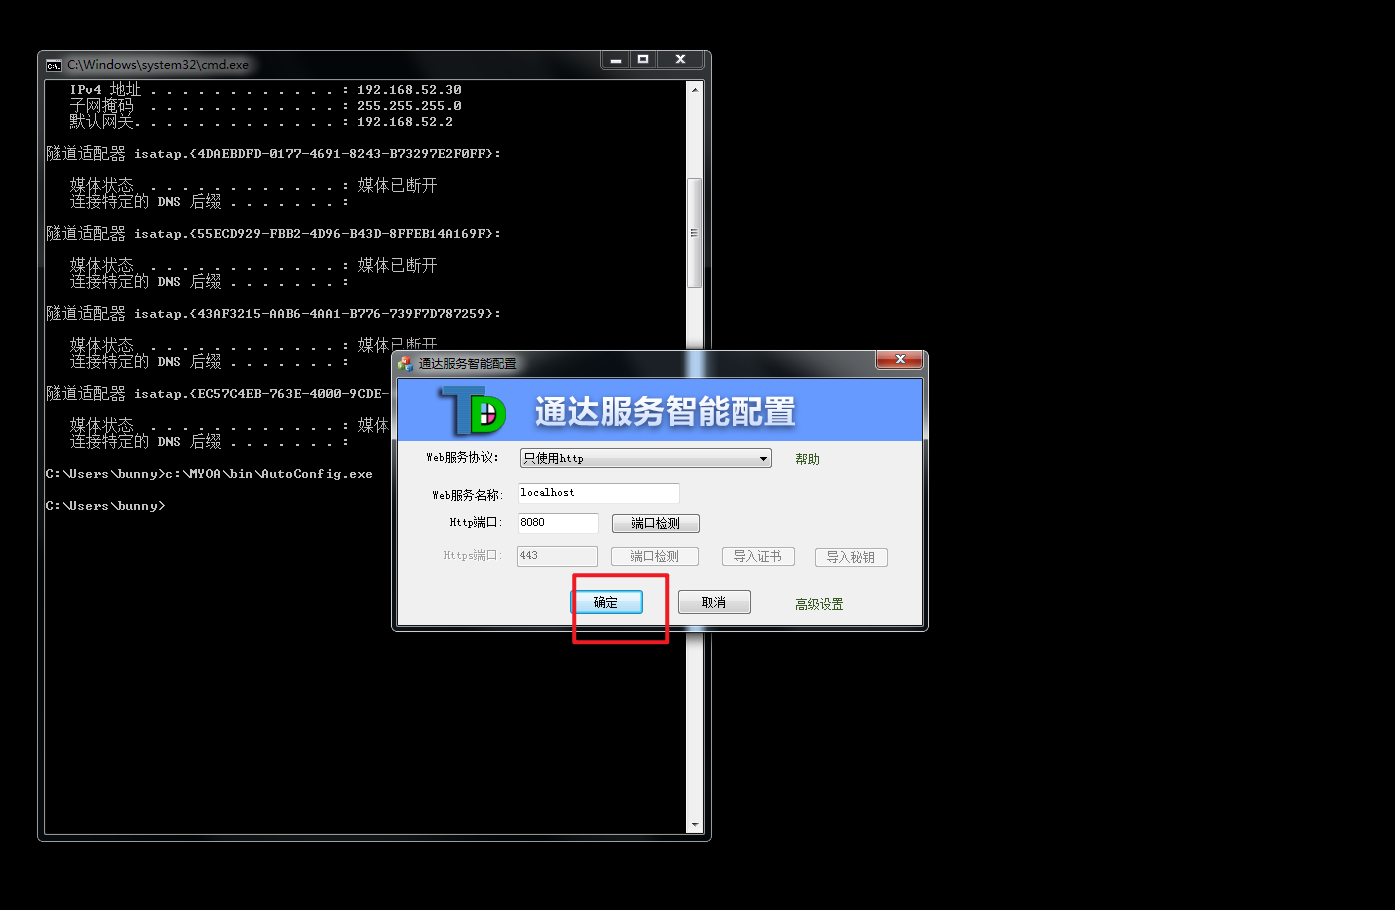 C:\Windows\system32\cmd.exe
IPv4 地址 . . . . . . . . . . . . : 192.168.52.30
子网掩码  . . . . . . . . . . . . : 255.255.255.0
默认网关. . . . . . . . . . . . . : 192.168.52.2
隧道适配器 isatap.{4DAEBDFD-0177-4691-8243-B73297E2F0FF}:
媒体状态  . . . . . . . . . . . . : 媒体已断开
连接特定的 DNS 后缀 . . . . . . . :
隧道适配器 isatap.{55ECD929-FBB2-4D96-B43D-8FFEB14A169F}:
媒体状态  . . . . . . . . . . . . : 媒体已断开
连接特定的 DNS 后缀 . . . . . . . :
隧道适配器 isatap.{43AF3215-AAB6-4AA1-B776-739F7D787259}:
媒体状态  . . . . . . . . . . . . : 媒体已断开
连接特定的 DNS 后缀 . . . . . . . :
隧道适配器 isatap.{EC57C4EB-763E-4000-9CDE-
媒体状态  . . . . . . . . . . . . : 媒体
连接特定的 DNS 后缀 . . . . . . . :
C:\Users\bunny>c:\MYOA\bin\AutoConfig.exe
C:\Users\bunny>
通达服务智能配置
TD 通达服务智能配置
Web服务协议: 只使用http 帮助
Web服务名称: localhost
Http端口: 8080 端口检测
Https端口: 443 端口检测 导入证书 导入秘钥
确定 取消 高级设置